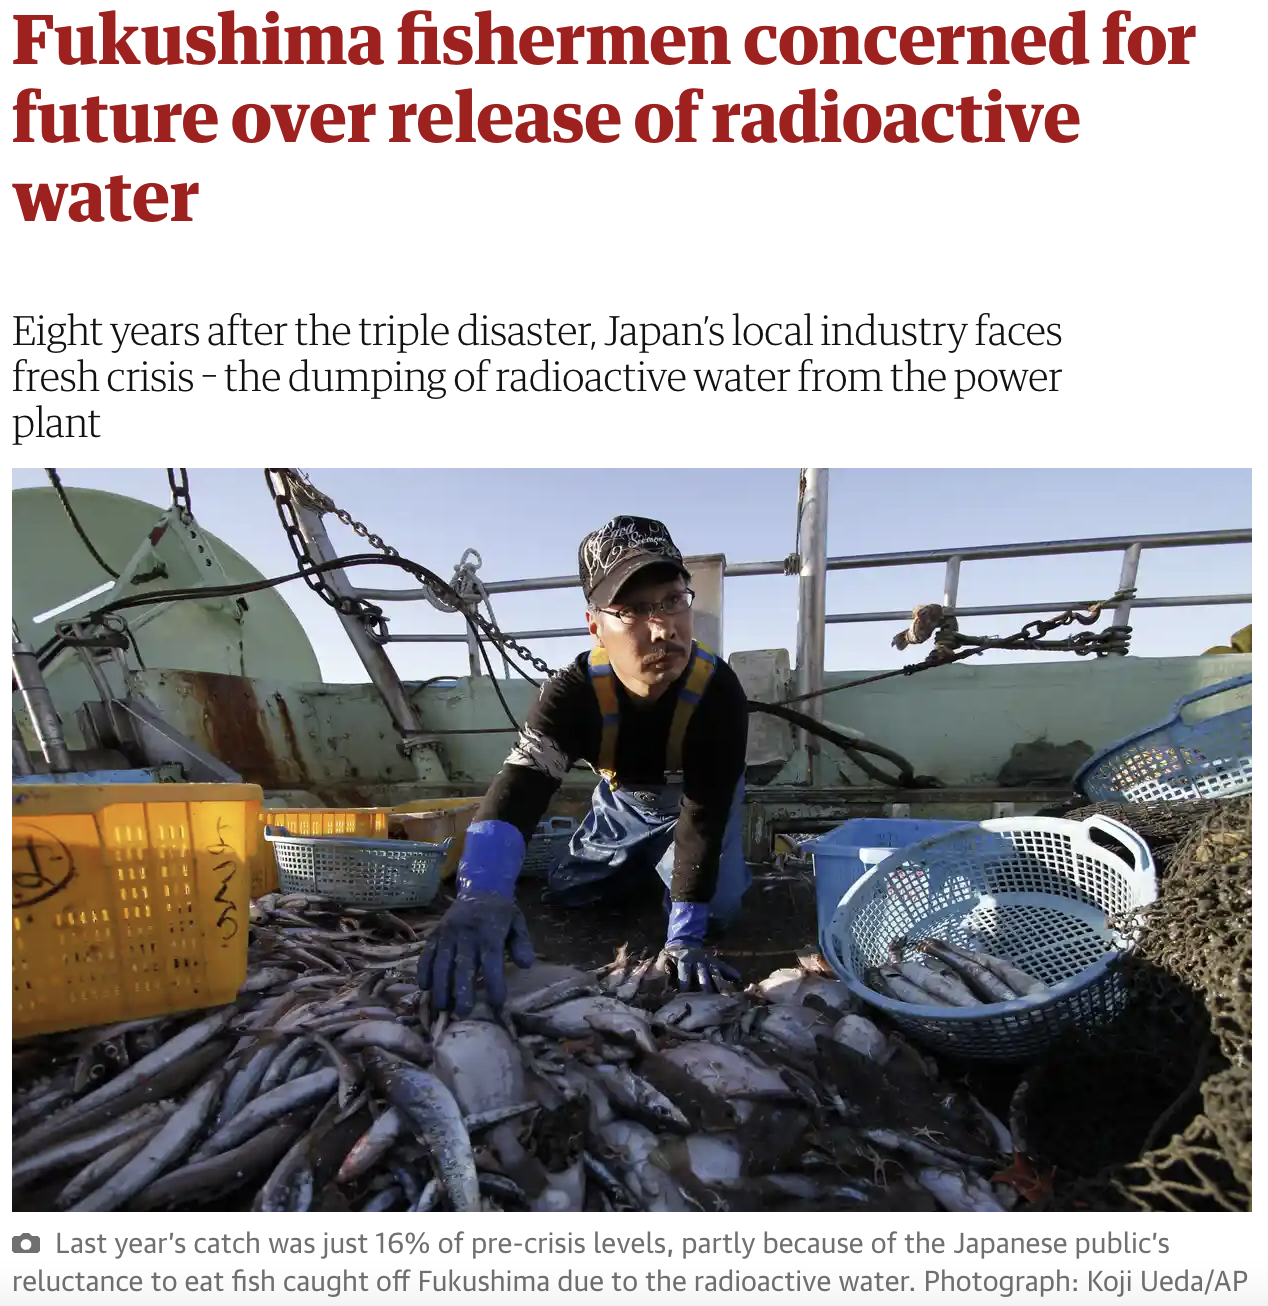 Fukushima fishermen concerned for
future over release of radioactive
water
Eight years after the triple disaster, Japan's local industry faces
fresh crisis – the dumping of radioactive water from the power
plant
Last year's catch was just 16% of pre-crisis levels, partly because of the Japanese public's
reluctance to eat fish caught off Fukushima due to the radioactive water. Photograph: Koji Ueda/AP